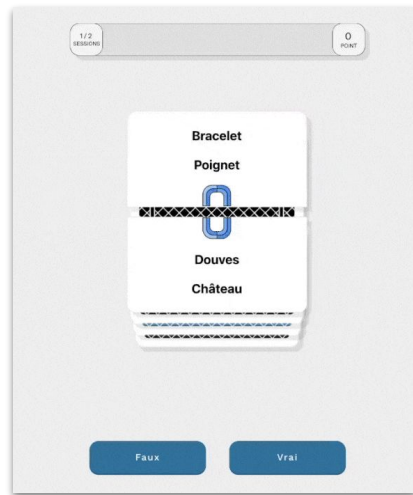 1/2
SESSIONS
0
POINT
Bracelet
Poignet
Douves
Château
Faux
Vrai